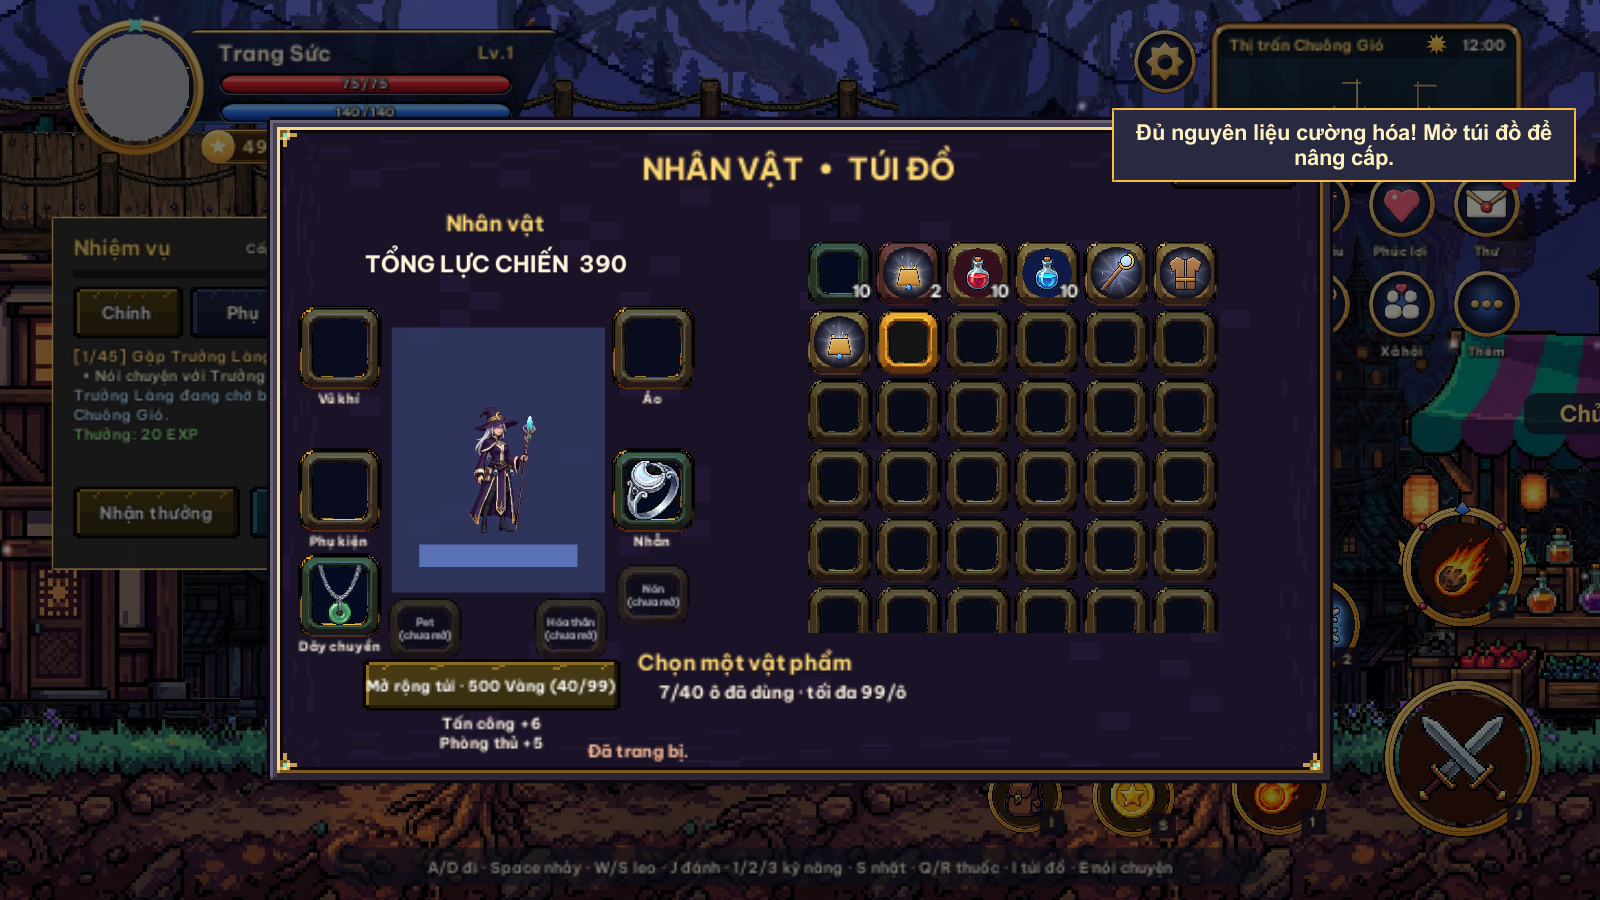 Trang Sức
Lv.1
75/75
140/140
49
Thị trấn Chuông Gió
12:00
Đủ nguyên liệu cường hóa! Mở túi đồ để
nâng cấp.
NHÂN VẬT • TÚI ĐỒ
Nhân vật
TỔNG LỰC CHIẾN 390
Vũ khí
Áo
Phụ kiện
Nhẫn
Dây chuyền
Pet
(chưa mở)
Hóa thân
(chưa mở)
Nón
(chưa mở)
10
2
10
10
Mở rộng túi · 500 Vàng (40/99)
Tấn công +6
Phòng thủ +5
Chọn một vật phẩm
7/40 ô đã dùng · tối đa 99/ô
Đã trang bị.
Nhiệm vụ
Chính
Phụ
[1/45] Gặp Trưởng Làng
• Nói chuyện với Trưởng
Trưởng Làng đang chờ b
Chuông Gió.
Thưởng: 20 EXP
Nhận thưởng
Phúc lợi
Thư
Xã hội
Thêm
Chủ
3
2
I
S
1
J
A/D đi · Space nhảy · W/S leo · J đánh · 1/2/3 kỹ năng · S nhặt · Q/R thuốc · I túi đồ · E nói chuyện